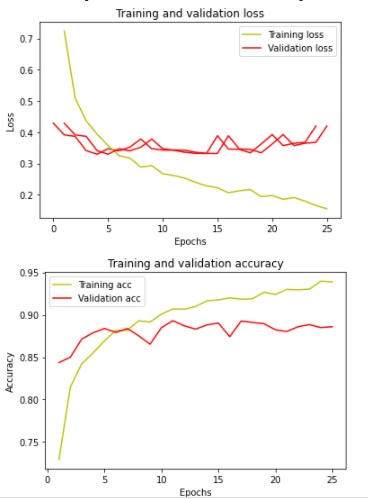 Training and validation loss
Training loss
Validation loss
0.7
0.6
0.5
0.4
0.3
0.2
Loss
0 5 10 15 20 25
Epochs
Training and validation accuracy
Training acc
Validation acc
0.95
0.90
0.85
0.80
0.75
Accuracy
0 5 10 15 20 25
Epochs